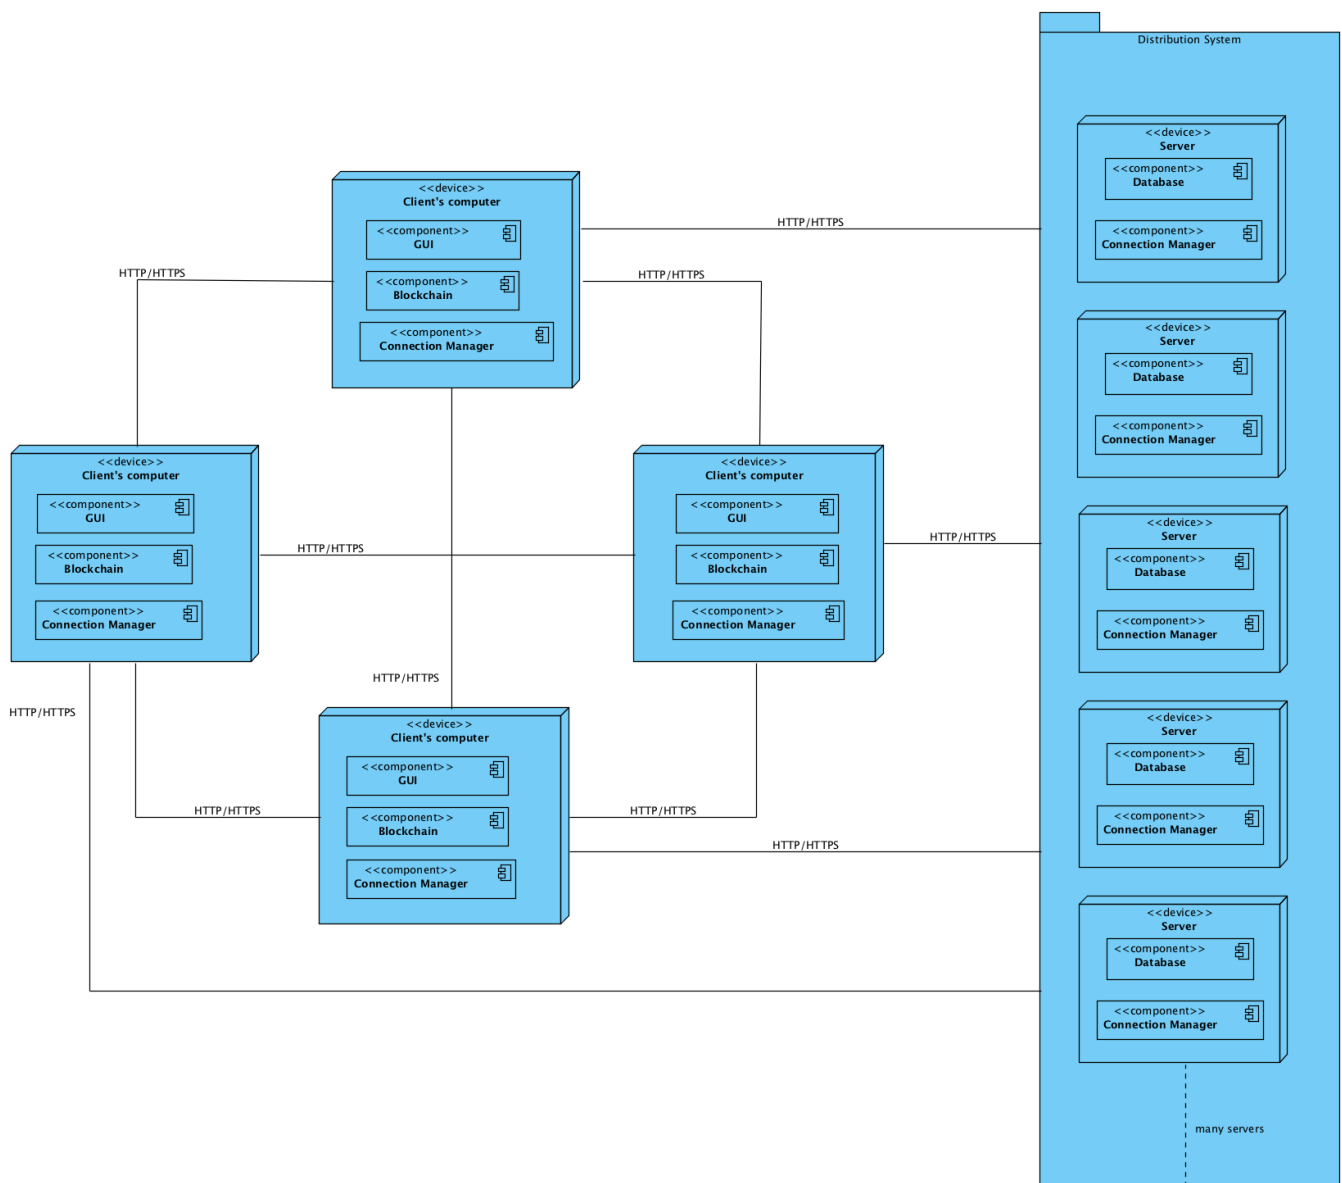 Distribution System
<<device>>
Server
<<component>>
Database
<<component>>
Connection Manager
<<device>>
Client's computer
<<component>>
GUI
<<component>>
Blockchain
<<component>>
Connection Manager
HTTP/HTTPS
HTTP/HTTPS
HTTP/HTTPS
<<device>>
Server
<<component>>
Database
<<component>>
Connection Manager
<<device>>
Client's computer
<<component>>
GUI
<<component>>
Blockchain
<<component>>
Connection Manager
HTTP/HTTPS
<<device>>
Client's computer
<<component>>
GUI
<<component>>
Blockchain
<<component>>
Connection Manager
HTTP/HTTPS
<<device>>
Server
<<component>>
Database
<<component>>
Connection Manager
HTTP/HTTPS
HTTP/HTTPS
<<device>>
Client's computer
<<component>>
GUI
<<component>>
Blockchain
<<component>>
Connection Manager
HTTP/HTTPS
HTTP/HTTPS
HTTP/HTTPS
<<device>>
Server
<<component>>
Database
<<component>>
Connection Manager
<<device>>
Server
<<component>>
Database
<<component>>
Connection Manager
many servers